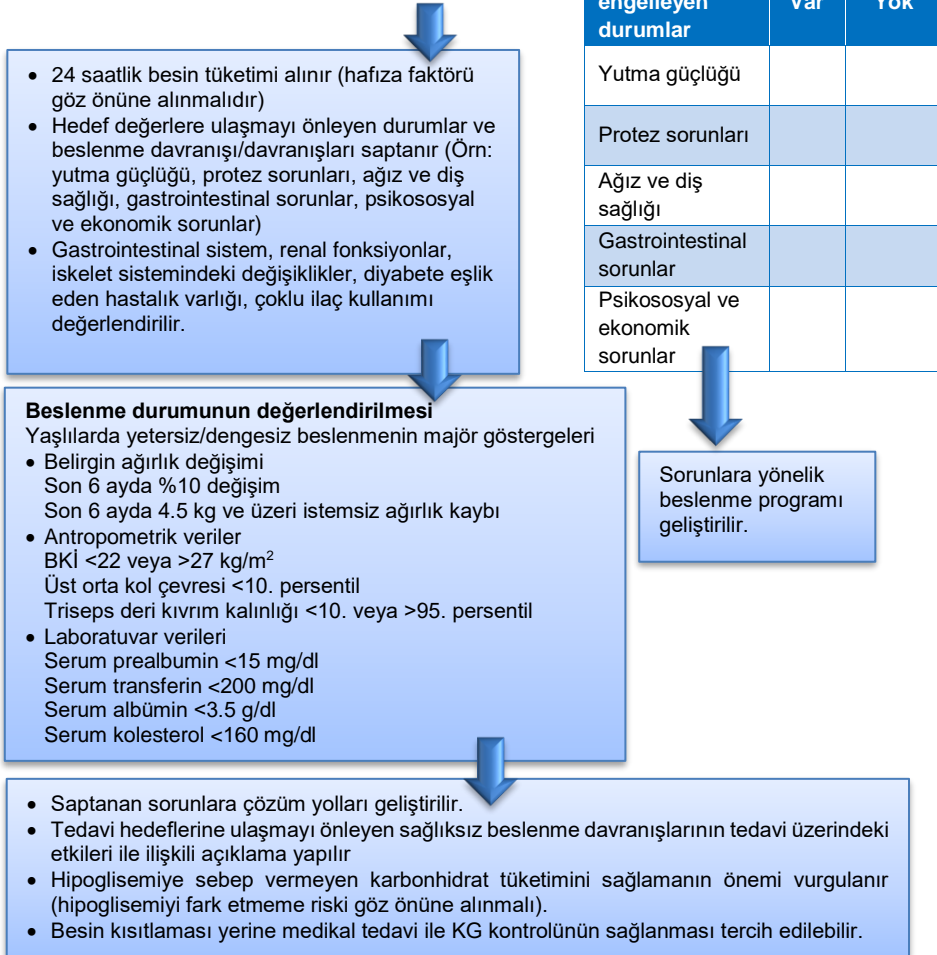 • 24 saatlik besin tüketimi alınır (hafıza faktörü
göz önüne alınmalıdır)
• Hedef değerlere ulaşmayı önleyen durumlar ve
beslenme davranışı/davranışları saptanır (Örn:
yutma güçlüğü, protez sorunları, ağız ve diş
sağlığı, gastrointestinal sorunlar, psikososyal
ve ekonomik sorunlar)
• Gastrointestinal sistem, renal fonksiyonlar,
iskelet sistemindeki değişiklikler, diyabete eşlik
eden hastalık varlığı, çoklu ilaç kullanımı
değerlendirilir.
engelleyen Var Yok
durumlar
Yutma güçlüğü
Protez sorunları
Ağız ve diş
sağlığı
Gastrointestinal
sorunlar
Psikososyal ve
ekonomik
sorunlar
Beslenme durumunun değerlendirilmesi
Yaşlılarda yetersiz/dengesiz beslenmenin majör göstergeleri
• Belirgin ağırlık değişimi
Son 6 ayda %10 değişim
Son 6 ayda 4.5 kg ve üzeri istemsiz ağırlık kaybı
• Antropometrik veriler
BKİ <22 veya >27 kg/m²
Üst orta kol çevresi <10. persentil
Triseps deri kıvrım kalınlığı <10. veya >95. persentil
• Laboratuvar verileri
Serum prealbumin <15 mg/dl
Serum transferin <200 mg/dl
Serum albümin <3.5 g/dl
Serum kolesterol <160 mg/dl
Sorunlara yönelik
beslenme programı
geliştirilir.
• Saptanan sorunlara çözüm yolları geliştirilir.
• Tedavi hedeflerine ulaşmayı önleyen sağlıksız beslenme davranışlarının tedavi üzerindeki
etkileri ile ilişkili açıklama yapılır
• Hipoglisemiye sebep vermeyen karbonhidrat tüketimini sağlamanın önemi vurgulanır
(hipoglisemiyi fark etmeme riski göz önüne alınmalı).
• Besin kısıtlaması yerine medikal tedavi ile KG kontrolünün sağlanması tercih edilebilir.